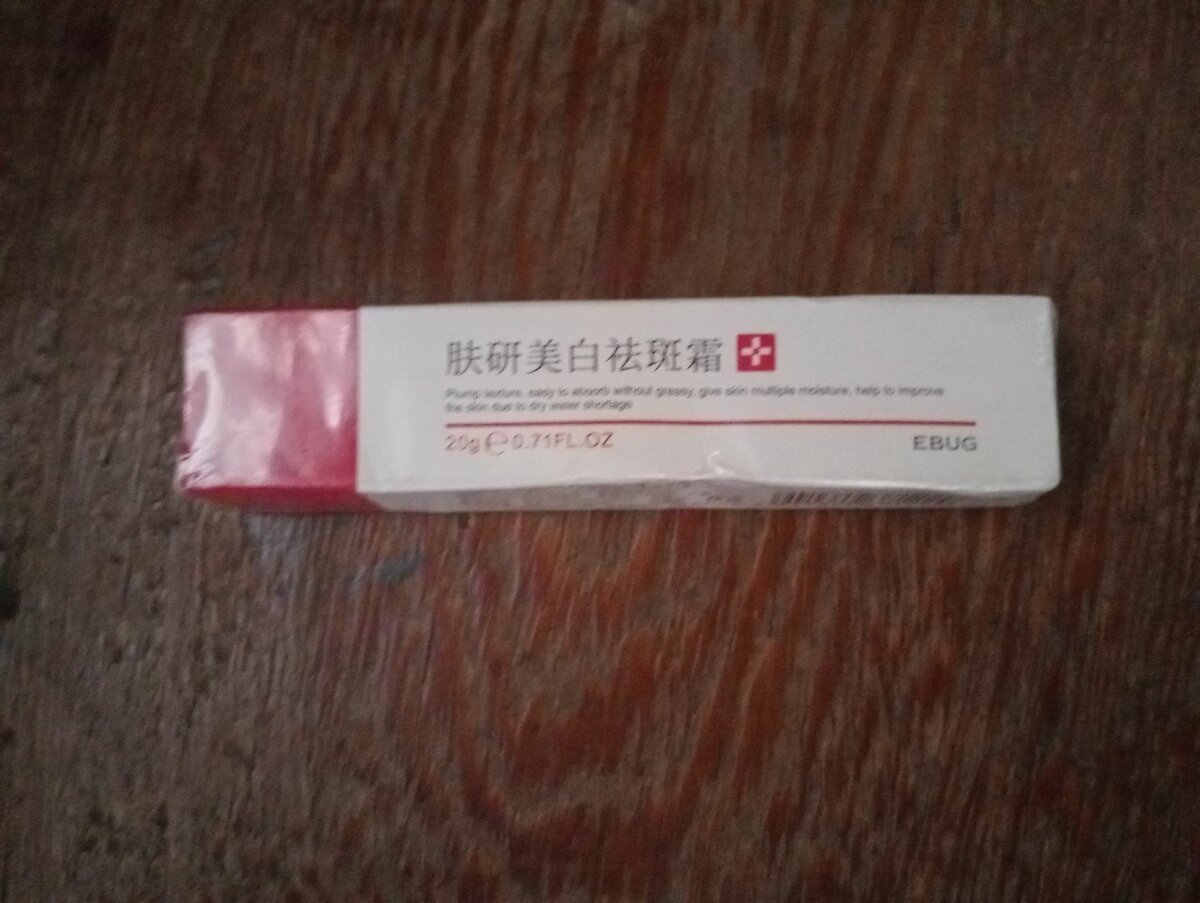 肤研美白祛斑霜
Plump texture, easy to absorb without greasy, give skin multiple moisture, help to improve
the skin due to dry water shortage
20g ℮ 0.71FL.OZ
EBUG